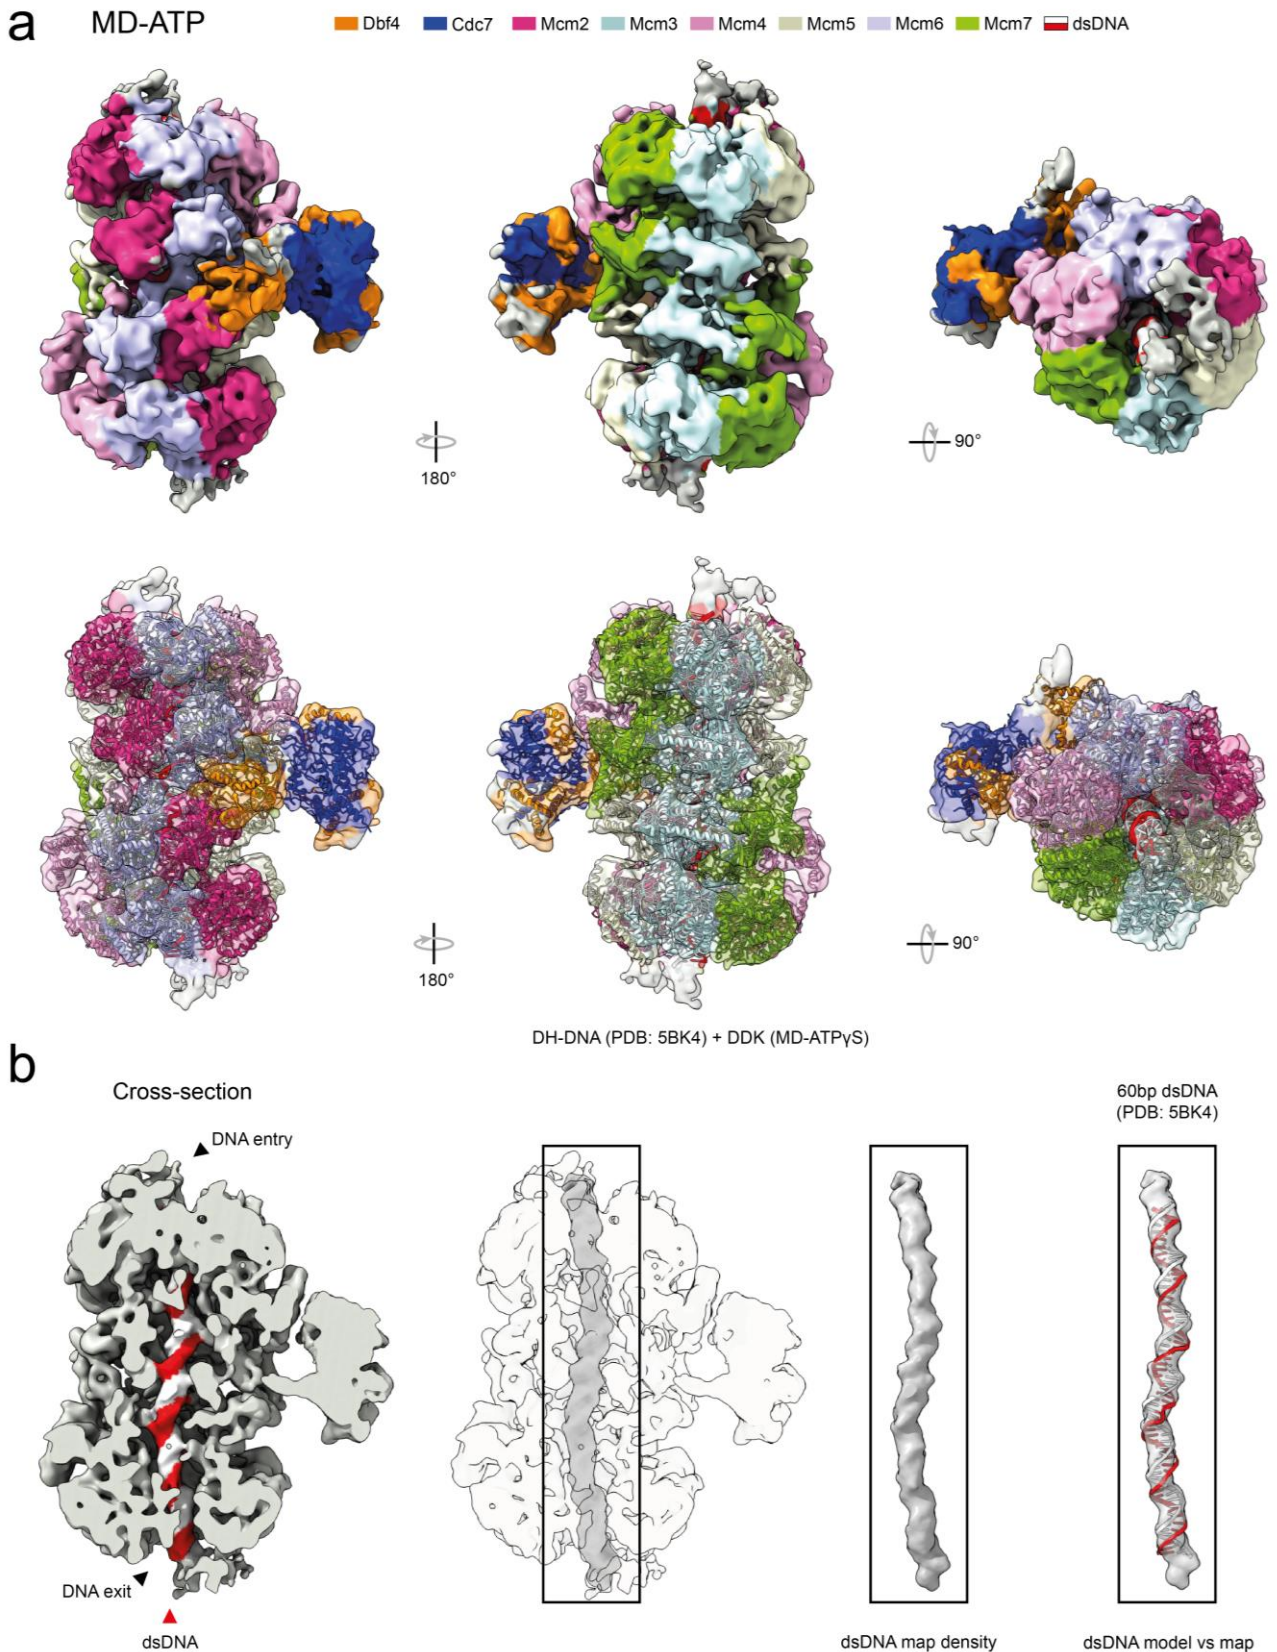 a MD-ATP Dbf4 Cdc7 Mcm2 Mcm3 Mcm4 Mcm5 Mcm6 Mcm7 dsDNA
180°
90°
180°
90°
DH-DNA (PDB: 5BK4) + DDK (MD-ATPγS)
b
Cross-section
60bp dsDNA
(PDB: 5BK4)
DNA entry
DNA exit
dsDNA
dsDNA map density
dsDNA model vs map